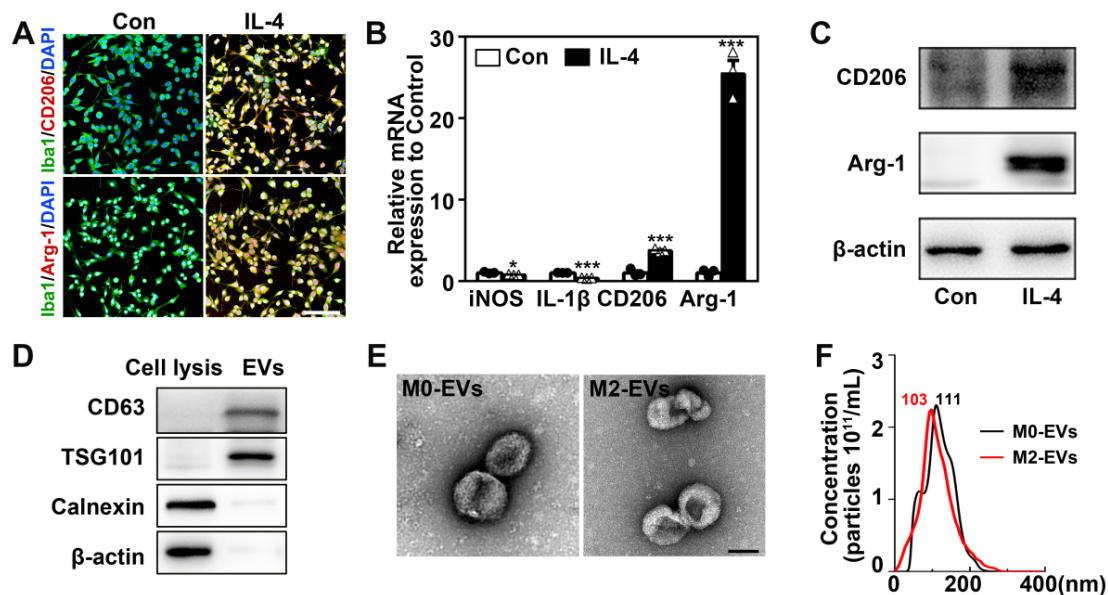 A
Con
IL-4
Iba1/CD206/DAPI
Iba1/Arg-1/DAPI
B
Relative mRNA
expression to Control
30
20
10
0
Con
IL-4
*
***
***
***
iNOS
IL-1β
CD206
Arg-1
C
CD206
Arg-1
β-actin
Con
IL-4
D
Cell lysis
EVs
CD63
TSG101
Calnexin
β-actin
E
M0-EVs
M2-EVs
F
Concentration
(particles 10¹¹/mL)
3
2
1
0
103
111
M0-EVs
M2-EVs
0
200
400(nm)